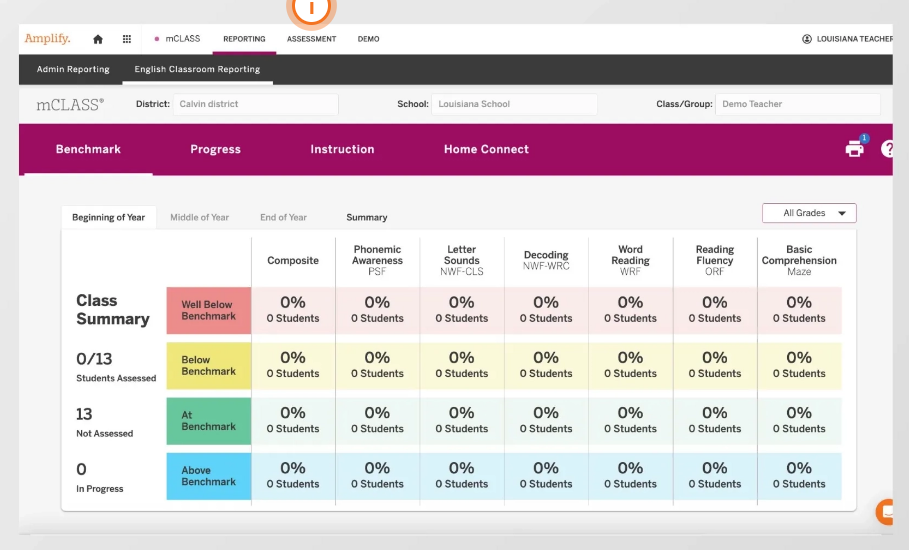 Amplify. mCLASS REPORTING ASSESSMENT DEMO LOUISIANA TEACHER
Admin Reporting English Classroom Reporting
mCLASS® District: Calvin district School: Louisiana School Class/Group: Demo Teacher
Benchmark Progress Instruction Home Connect 1 ?
Beginning of Year Middle of Year End of Year Summary All Grades
Composite Phonemic Awareness PSF Letter Sounds NWF-CLS Decoding NWF-WRC Word Reading WRF Reading Fluency ORF Basic Comprehension Maze
Class Summary
Well Below Benchmark
0% 0% 0% 0% 0% 0% 0%
0 Students 0 Students 0 Students 0 Students 0 Students 0 Students 0 Students
0/13
Students Assessed
Below Benchmark
0% 0% 0% 0% 0% 0% 0%
0 Students 0 Students 0 Students 0 Students 0 Students 0 Students 0 Students
13
Not Assessed
At Benchmark
0% 0% 0% 0% 0% 0% 0%
0 Students 0 Students 0 Students 0 Students 0 Students 0 Students 0 Students
0
In Progress
Above Benchmark
0% 0% 0% 0% 0% 0% 0%
0 Students 0 Students 0 Students 0 Students 0 Students 0 Students 0 Students